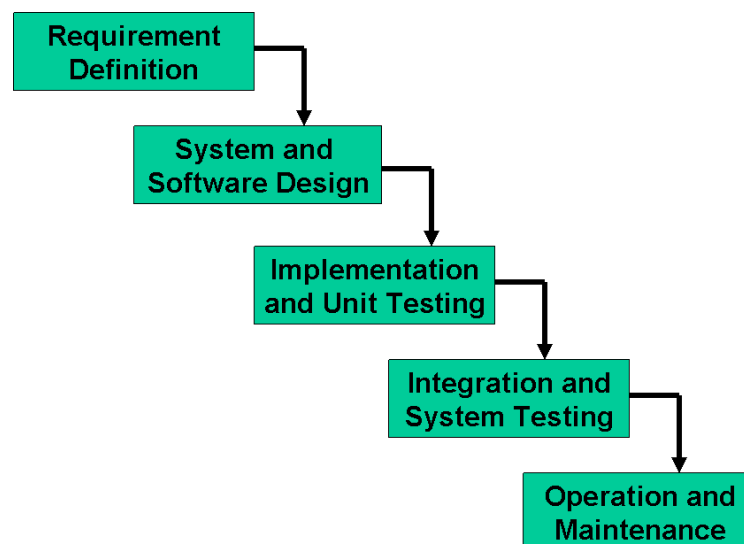 Requirement
Definition
System and
Software Design
Implementation
and Unit Testing
Integration and
System Testing
Operation and
Maintenance